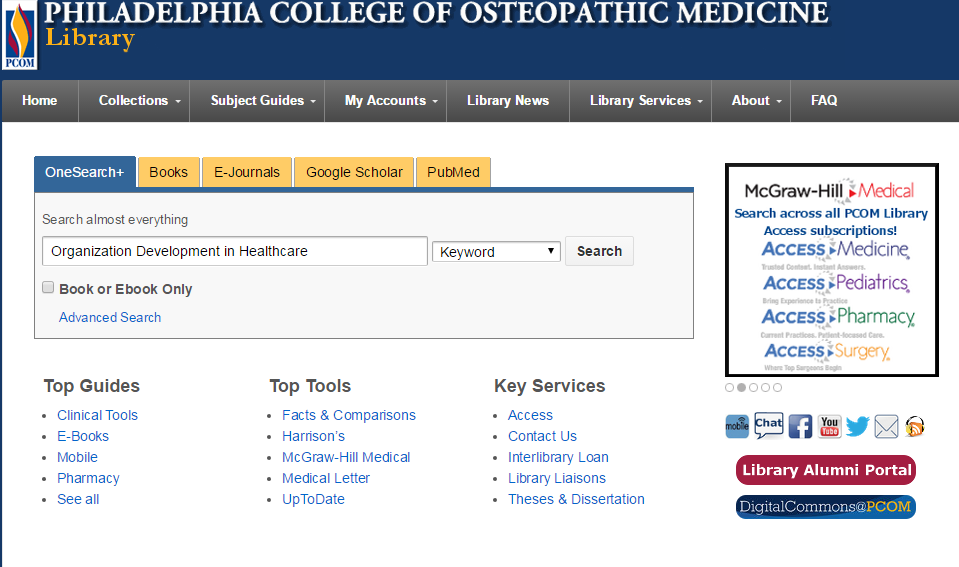 PHILADELPHIA COLLEGE OF OSTEOPATHIC MEDICINE
Library
PCOM
Home Collections Subject Guides My Accounts Library News Library Services About FAQ
OneSearch+ Books E-Journals Google Scholar PubMed
Search almost everything
Organization Development in Healthcare Keyword Search
Book or Ebook Only
Advanced Search
McGraw-Hill Medical
Search across all PCOM Library
Access subscriptions!
ACCESS Medicine
Trusted Content. Instant Answers.
ACCESS Pediatrics
Bring Experience to Practice
ACCESS Pharmacy
Current Practices. Patient-focused Care.
ACCESS Surgery
Where Top Surgeons Begin
Top Guides
Clinical Tools
E-Books
Mobile
Pharmacy
See all
Top Tools
Facts & Comparisons
Harrison's
McGraw-Hill Medical
Medical Letter
UpToDate
Key Services
Access
Contact Us
Interlibrary Loan
Library Liaisons
Theses & Dissertation
mobile Chat You Tube
Library Alumni Portal
DigitalCommons@PCOM